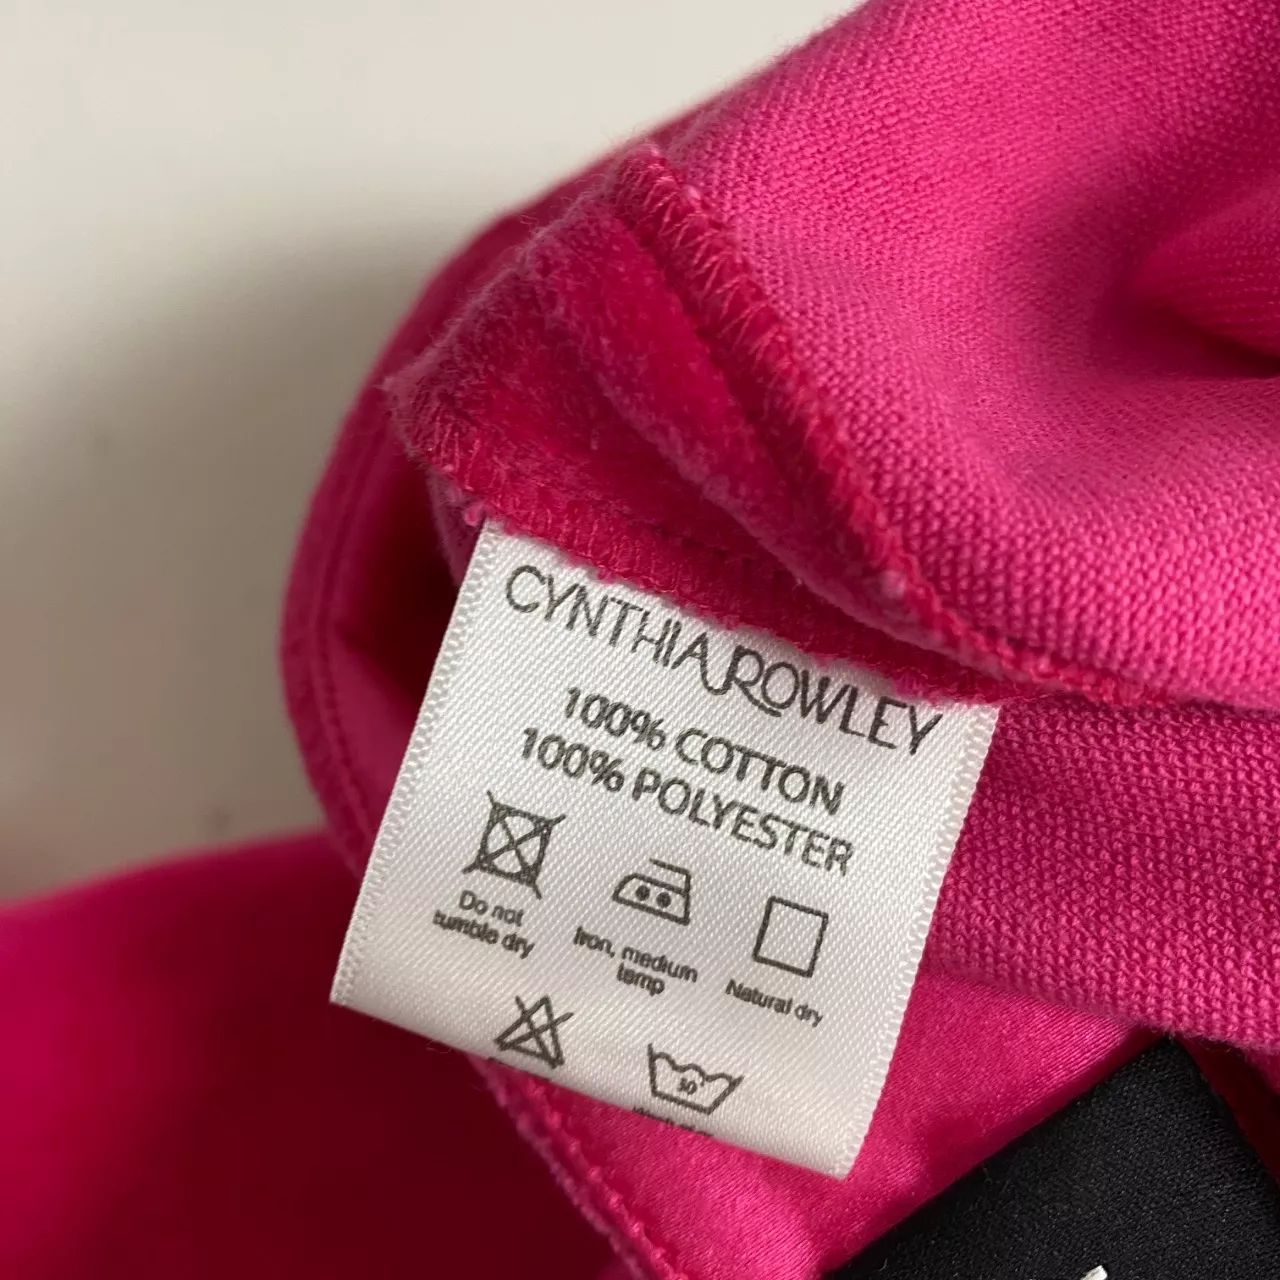 CYNTHIA ROWLEY
100% COTTON
100% POLYESTER
Do not
tumble dry
Iron, medium
temp
Natural dry
30